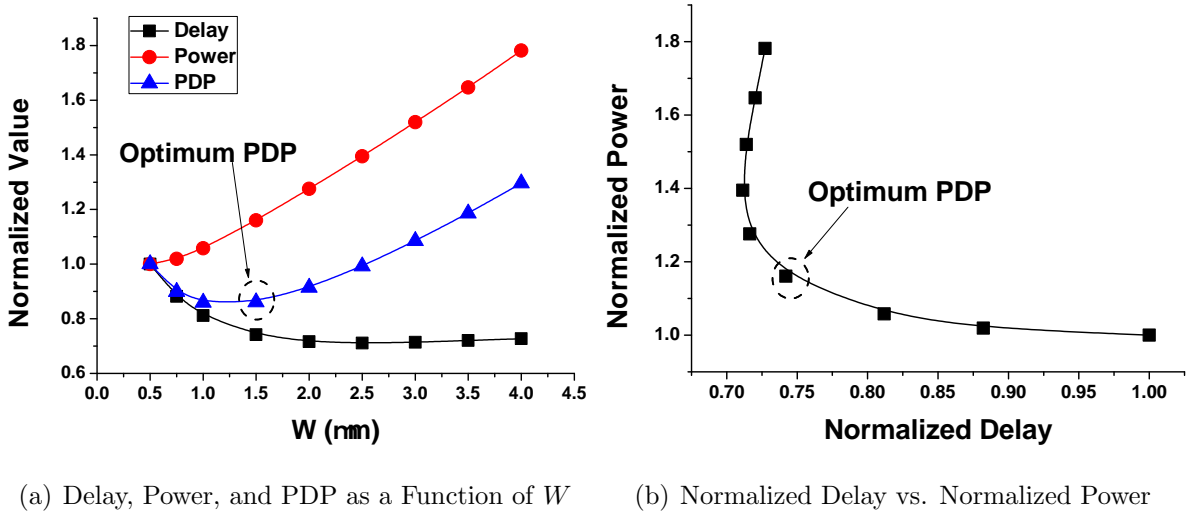 Delay
Power
PDP
Optimum PDP
Normalized Value
1.8
1.6
1.4
1.2
1.0
0.8
0.6
0.0 0.5 1.0 1.5 2.0 2.5 3.0 3.5 4.0 4.5
W (mm)
Optimum PDP
Normalized Power
1.8
1.6
1.4
1.2
1.0
0.70 0.75 0.80 0.85 0.90 0.95 1.00
Normalized Delay
(a) Delay, Power, and PDP as a Function of W
(b) Normalized Delay vs. Normalized Power